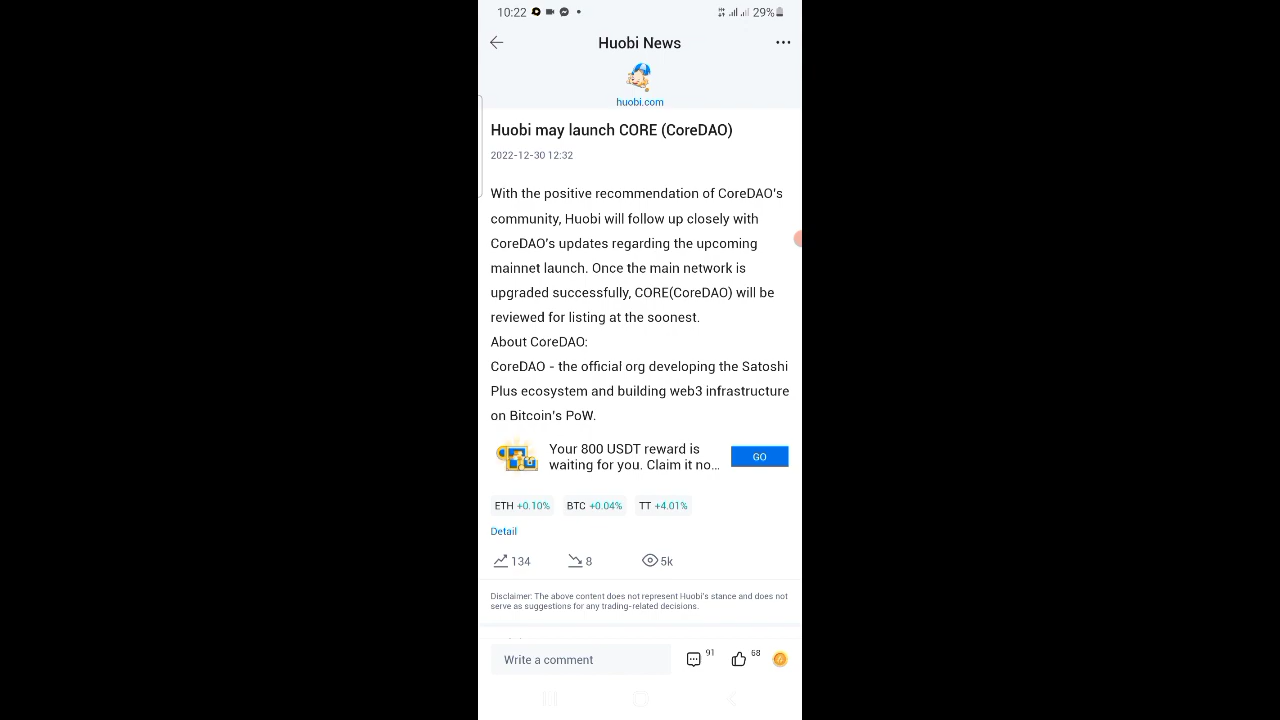 10:22
29%
Huobi News
huobi.com
Huobi may launch CORE (CoreDAO)
2022-12-30 12:32
With the positive recommendation of CoreDAO's
community, Huobi will follow up closely with
CoreDAO's updates regarding the upcoming
mainnet launch. Once the main network is
upgraded successfully, CORE(CoreDAO) will be
reviewed for listing at the soonest.
About CoreDAO:
CoreDAO - the official org developing the Satoshi
Plus ecosystem and building web3 infrastructure
on Bitcoin's PoW.
Your 800 USDT reward is
waiting for you. Claim it no...
GO
ETH +0.10% BTC +0.04% TT +4.01%
Detail
134 8 5k
Disclaimer: The above content does not represent Huobi's stance and does not
serve as suggestions for any trading-related decisions.
Write a comment 91 68